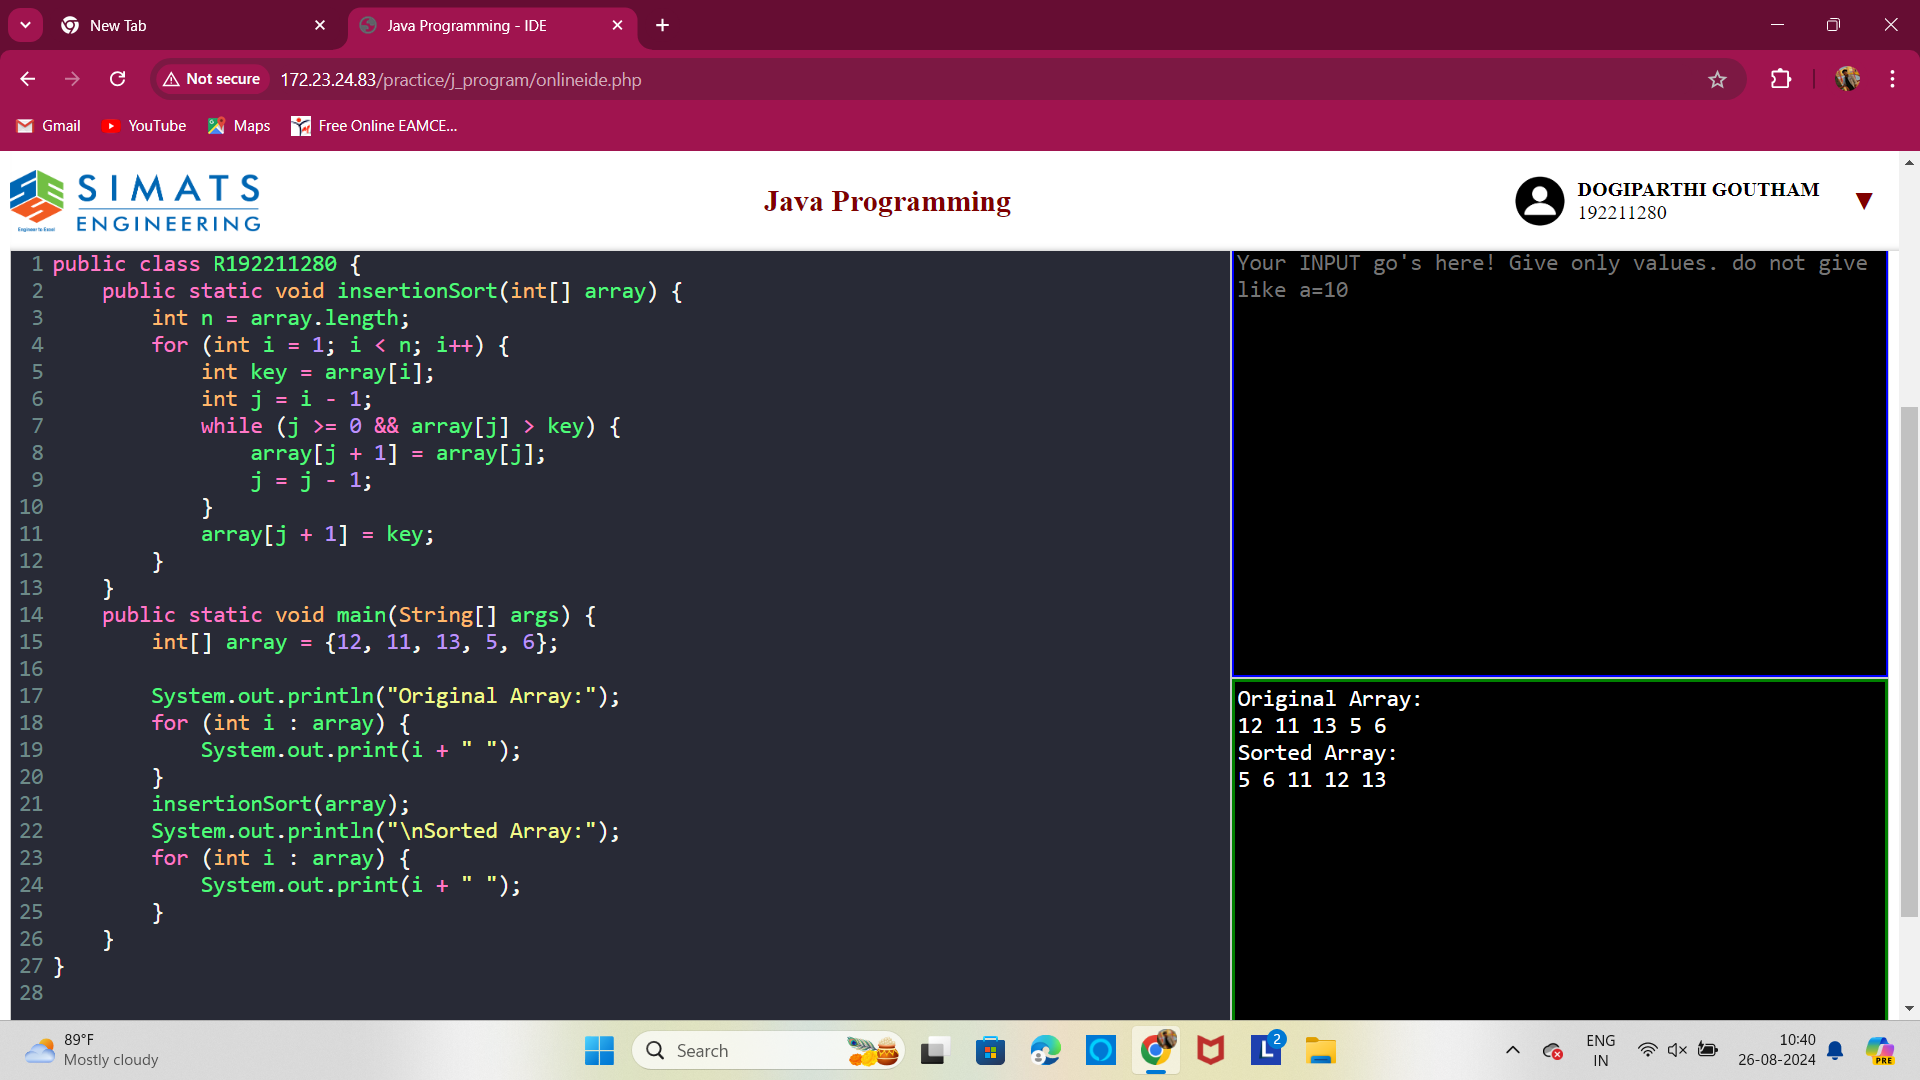 New Tab
Java Programming - IDE
Not secure
172.23.24.83/practice/j_program/onlineide.php
Gmail
YouTube
Maps
Free Online EAMCE...
SIMATS
ENGINEERING
Engineer to Excel
Java Programming
DOGIPARTHI GOUTHAM
192211280
1 public class R192211280 {
2     public static void insertionSort(int[] array) {
3         int n = array.length;
4         for (int i = 1; i < n; i++) {
5             int key = array[i];
6             int j = i - 1;
7             while (j >= 0 && array[j] > key) {
8                 array[j + 1] = array[j];
9                 j = j - 1;
10             }
11             array[j + 1] = key;
12         }
13     }
14     public static void main(String[] args) {
15         int[] array = {12, 11, 13, 5, 6};
16
17         System.out.println("Original Array:");
18         for (int i : array) {
19             System.out.print(i + " ");
20         }
21         insertionSort(array);
22         System.out.println("\nSorted Array:");
23         for (int i : array) {
24             System.out.print(i + " ");
25         }
26     }
27 }
28
Your INPUT go's here! Give only values. do not give
like a=10
Original Array:
12 11 13 5 6
Sorted Array:
5 6 11 12 13
89°F
Mostly cloudy
Search
L
2
ENG
IN
10:40
26-08-2024
PRE